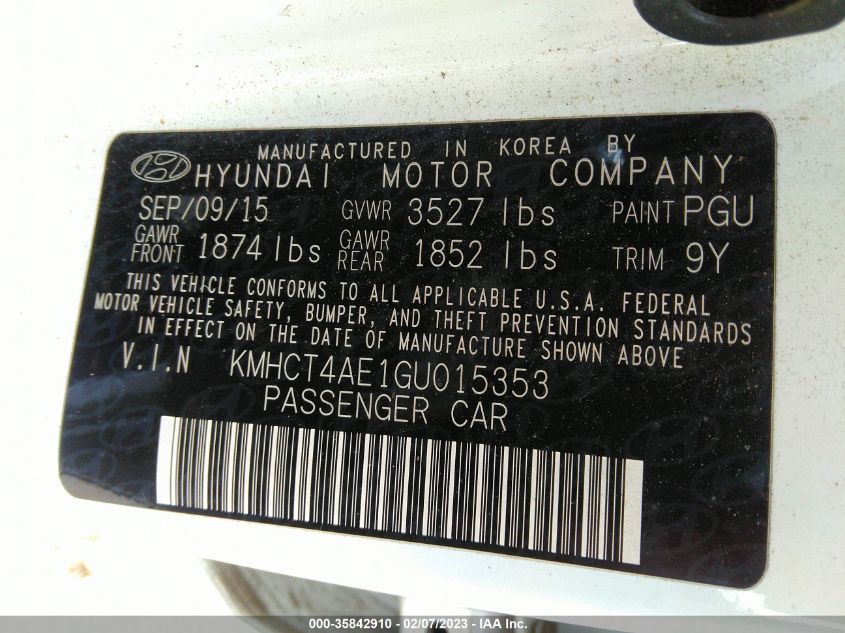 MANUFACTURED IN KOREA BY
HYUNDAI MOTOR COMPANY
SEP/09/15 GVWR 3527 lbs PAINT PGU
GAWR FRONT 1874 lbs GAWR REAR 1852 lbs TRIM 9Y
THIS VEHICLE CONFORMS TO ALL APPLICABLE U.S.A. FEDERAL
MOTOR VEHICLE SAFETY, BUMPER, AND THEFT PREVENTION STANDARDS
IN EFFECT ON THE DATE OF MANUFACTURE SHOWN ABOVE
V.I.N KMHCT4AE1GU015353
PASSENGER CAR
000-35842910 - 02/07/2023 - IAA Inc.